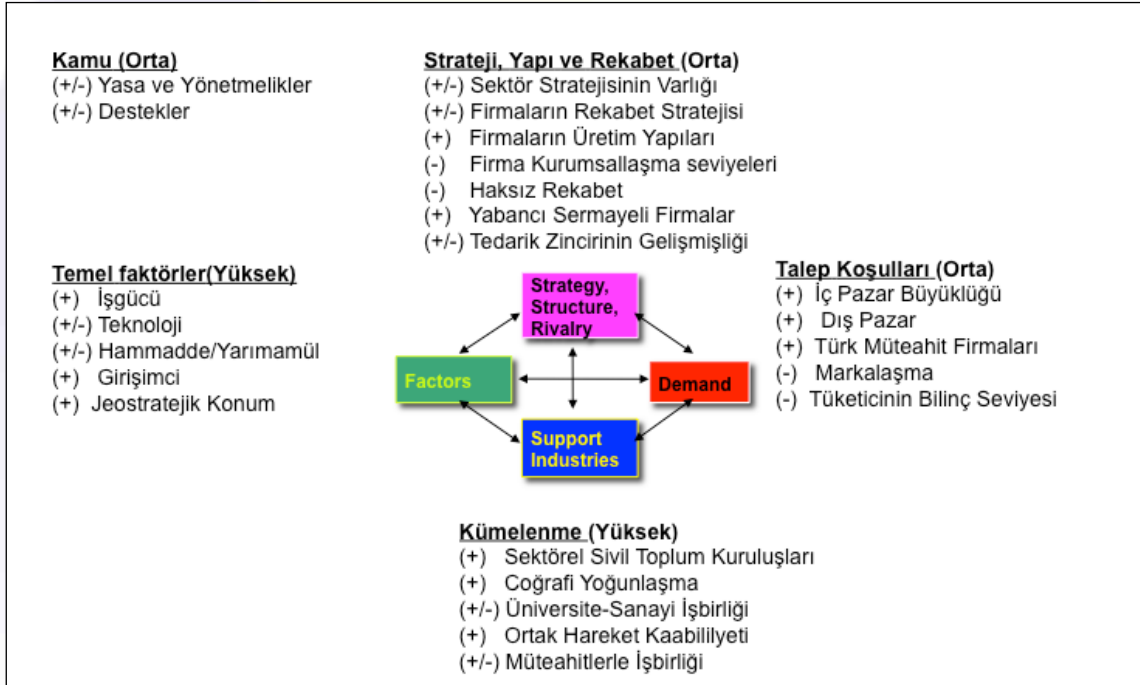 Kamu (Orta)
(+/-) Yasa ve Yönetmelikler
(+/-) Destekler
Strateji, Yapı ve Rekabet (Orta)
(+/-) Sektör Stratejisinin Varlığı
(+/-) Firmaların Rekabet Stratejisi
(+) Firmaların Üretim Yapıları
(-) Firma Kurumsallaşma seviyeleri
(-) Haksız Rekabet
(+) Yabancı Sermayeli Firmalar
(+/-) Tedarik Zincirinin Gelişmişliği
Temel faktörler(Yüksek)
(+) İşgücü
(+/-) Teknoloji
(+/-) Hammadde/Yarımamül
(+) Girişimci
(+) Jeostratejik Konum
Strategy,
Structure,
Rivalry
Factors
Demand
Support
Industries
Talep Koşulları (Orta)
(+) İç Pazar Büyüklüğü
(+) Dış Pazar
(+) Türk Müteahit Firmaları
(-) Markalaşma
(-) Tüketicinin Bilinç Seviyesi
Kümelenme (Yüksek)
(+) Sektörel Sivil Toplum Kuruluşları
(+) Coğrafi Yoğunlaşma
(+/-) Üniversite-Sanayi İşbirliği
(+) Ortak Hareket Kaabililyeti
(+/-) Müteahitlerle İşbirliği